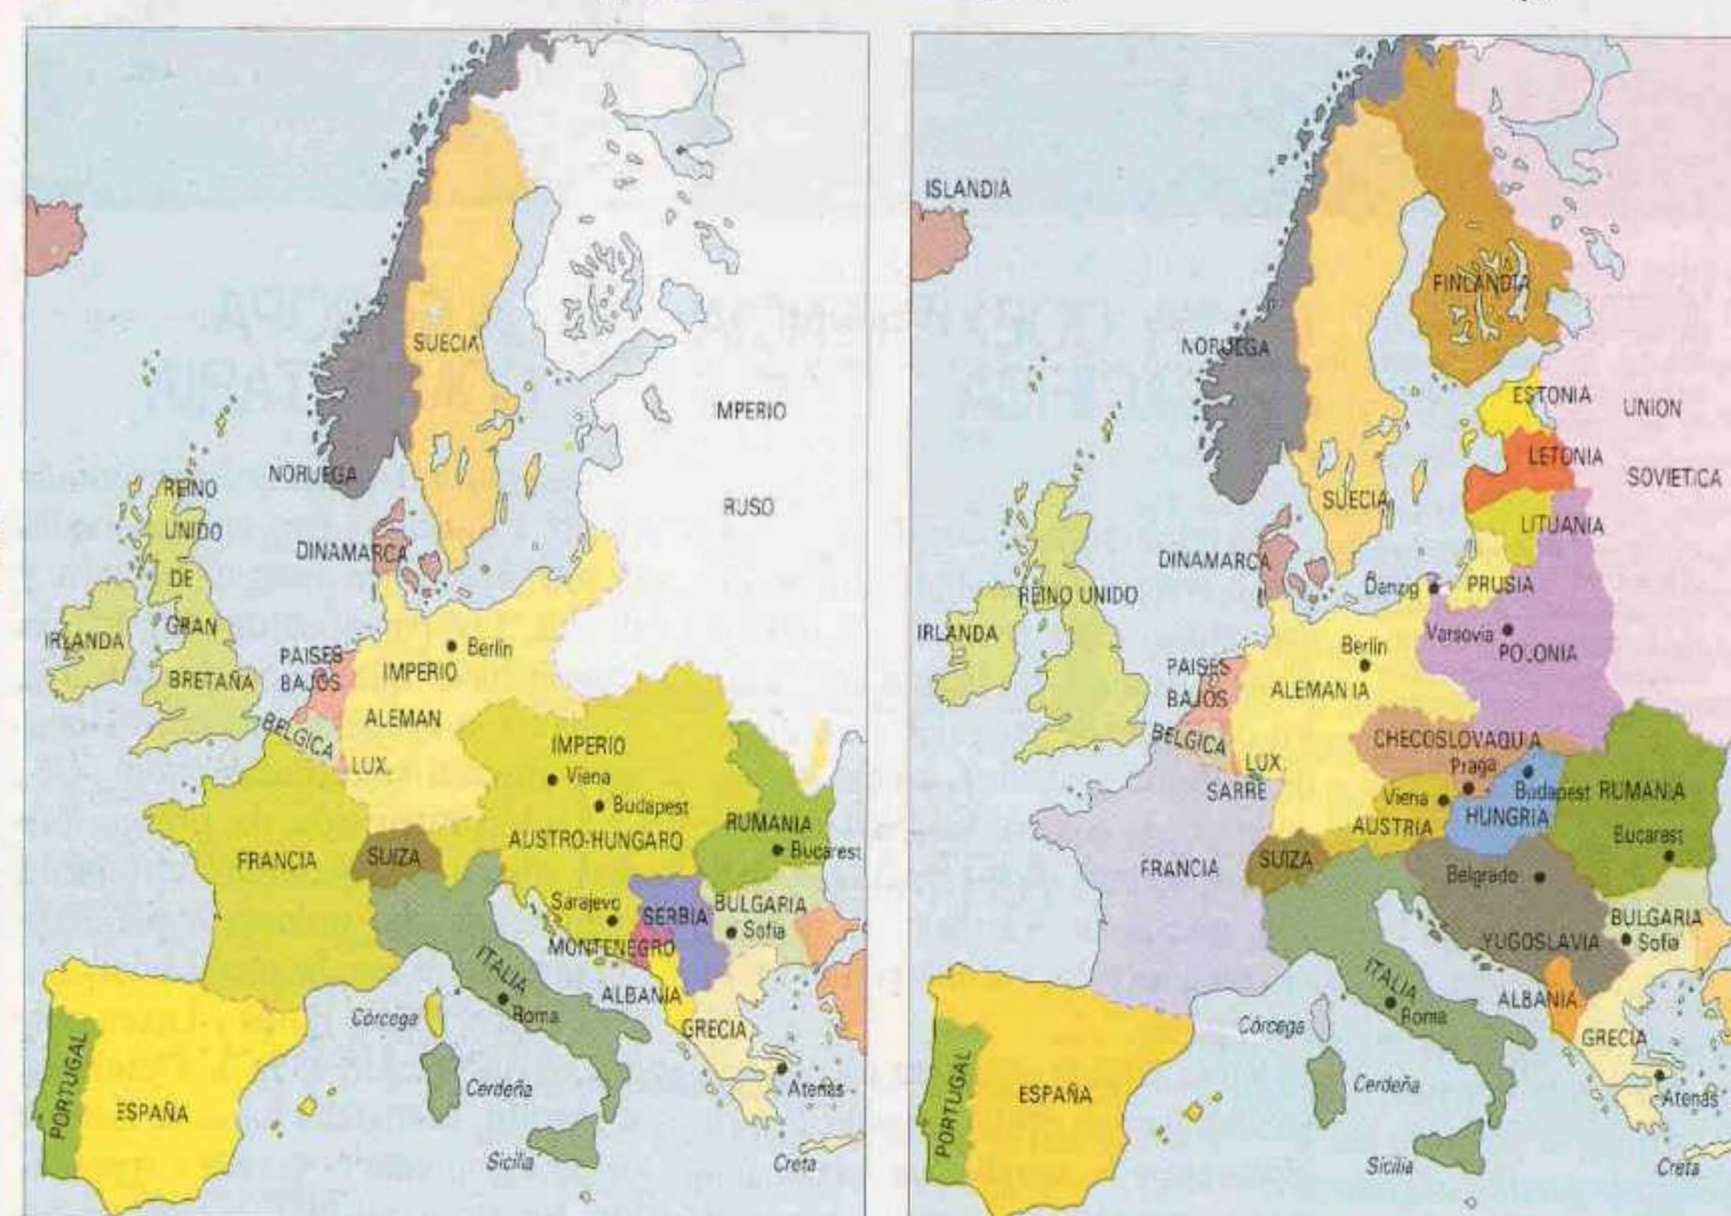 SUECIA
IMPERIO
RUSO
NORUEGA
REINO
UNIDO
DE
GRAN
BRETAÑA
DINAMARCA
IRLANDA
Berlin
PAISES
BAJOS
IMPERIO
ALEMAN
BELGICA
LUX.
IMPERIO
Viena
Budapest
AUSTRO-HUNGARO
RUMANIA
Bucarest
FRANCIA
SUIZA
Sarajevo
SERBIA
BULGARIA
Sofia
MONTENEGRO
ITALIA
ALBANIA
Córcega
Roma
GRECIA
PORTUGAL
ESPAÑA
Cerdeña
Atenas
Sicilia
Creta
ISLANDIA
FINLANDIA
NORUEGA
ESTONIA
UNION
LETONIA
SOVIETICA
SUECIA
LITUANIA
DINAMARCA
Danzig
PRUSIA
REINO UNIDO
IRLANDA
Varsovia
POLONIA
Berlin
PAISES
BAJOS
ALEMANIA
BELGICA
CHECOSLOVAQUIA
LUX.
Praga
SARRE
Viena
Budapest
RUMANIA
AUSTRIA
HUNGRIA
Bucarest
FRANCIA
SUIZA
Belgrado
BULGARIA
YUGOSLAVIA
Sofia
ITALIA
ALBANIA
Córcega
Roma
GRECIA
PORTUGAL
ESPAÑA
Cerdeña
Atenas
Sicilia
Creta